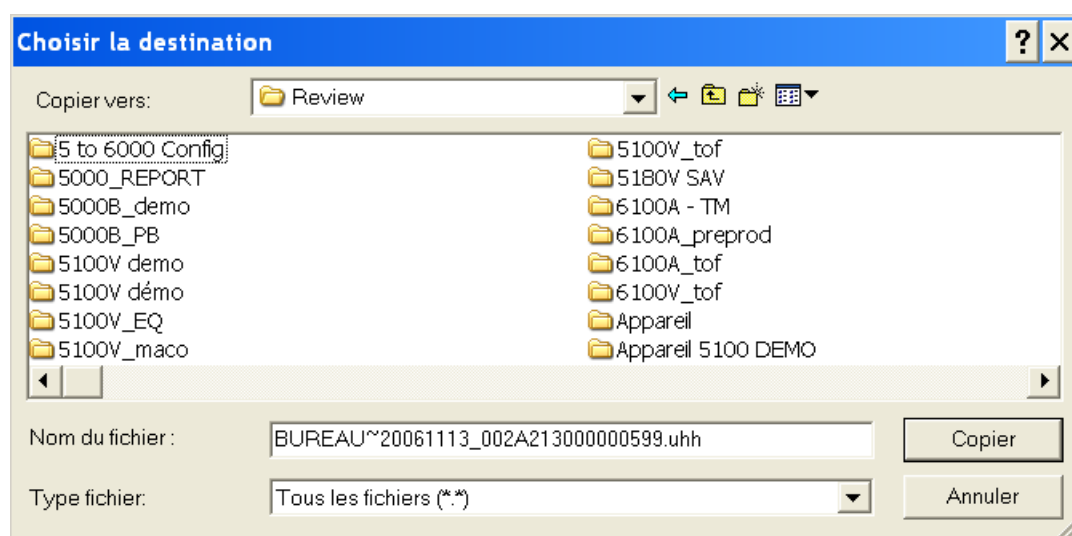 Choisir la destination
Copier vers:
Review
5 to 6000 Config
5000_REPORT
5000B_demo
5000B_PB
5100V demo
5100V démo
5100V_EQ
5100V_maco
5100V_tof
5180V SAV
6100A - TM
6100A_preprod
6100A_tof
6100V_tof
Appareil
Appareil 5100 DEMO
Nom du fichier :
BUREAU~20061113_002A213000000599.uhh
Copier
Type fichier:
Tous les fichiers (*.*)
Annuler